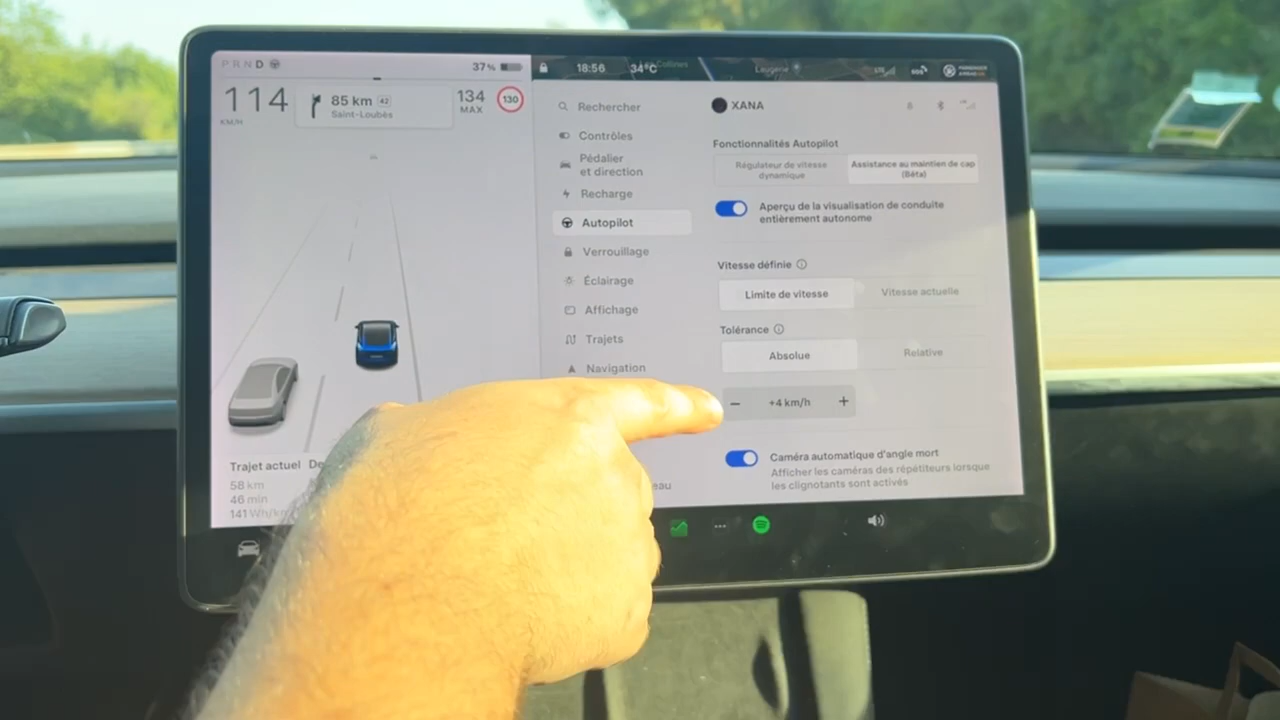 P R N D
37 %
18:56
34°C
114
KM/H
85 km 42
Saint-Loubès
134
MAX
130
Rechercher
Contrôles
Pédalier
et direction
Recharge
Autopilot
Verrouillage
Éclairage
Affichage
Trajets
Navigation
eau
XANA
Fonctionnalités Autopilot
Régulateur de vitesse
dynamique
Assistance au maintien de cap
(Bêta)
Aperçu de la visualisation de conduite
entièrement autonome
Vitesse définie
Limite de vitesse
Vitesse actuelle
Tolérance
Absolue
Relative
− +4 km/h +
Caméra automatique d'angle mort
Afficher les caméras des répétiteurs lorsque
les clignotants sont activés
Trajet actuel De
58 km
46 min
141 Wh/k